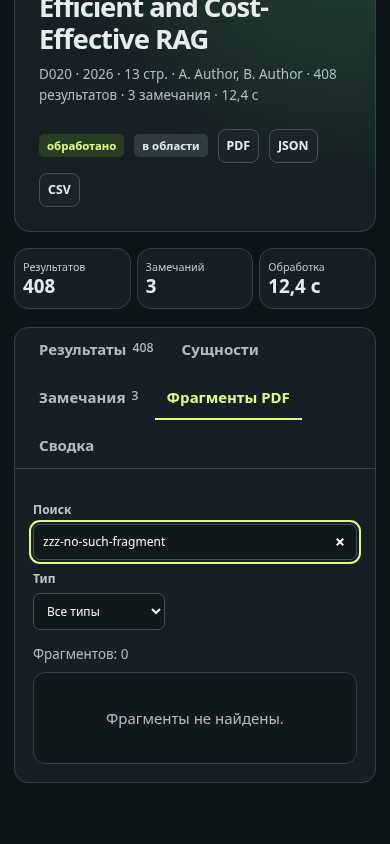 Efficient and Cost-
Effective RAG
D020 · 2026 · 13 стр. · A. Author, B. Author · 408
результатов · 3 замечания · 12,4 с
обработано в области PDF JSON
CSV
Результатов Замечаний Обработка
408 3 12,4 с
Результаты 408 Сущности
Замечания 3 Фрагменты PDF
Сводка
Поиск
zzz-no-such-fragment ×
Тип
Все типы
Фрагментов: 0
Фрагменты не найдены.